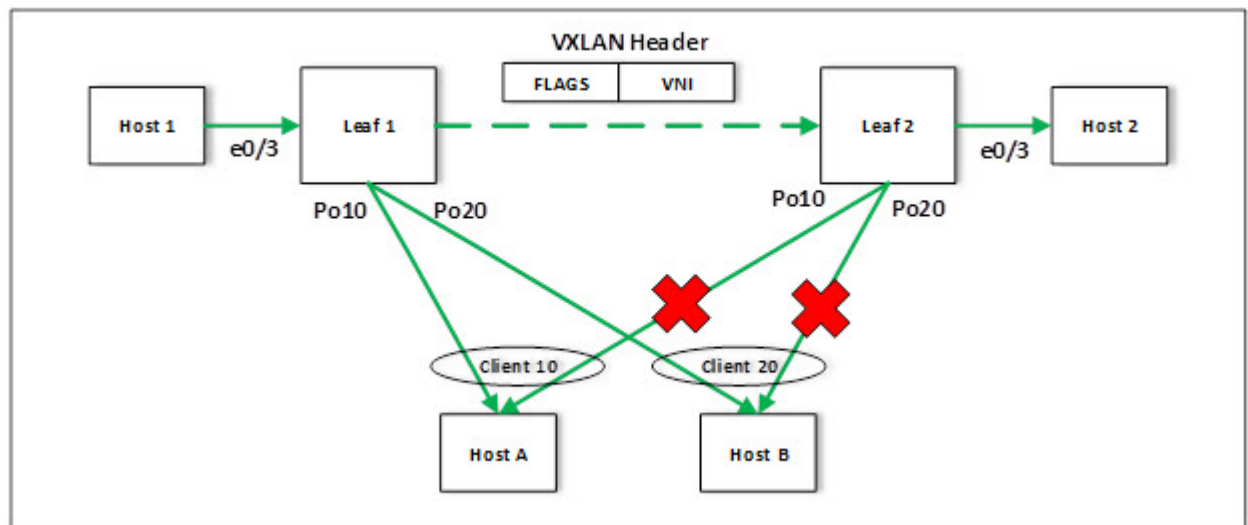 VXLAN Header
FLAGS VNI
Host 1 Leaf 1 Leaf 2 Host 2
e0/3 e0/3
Po10 Po20 Po10 Po20
Client 10 Client 20
Host A Host B